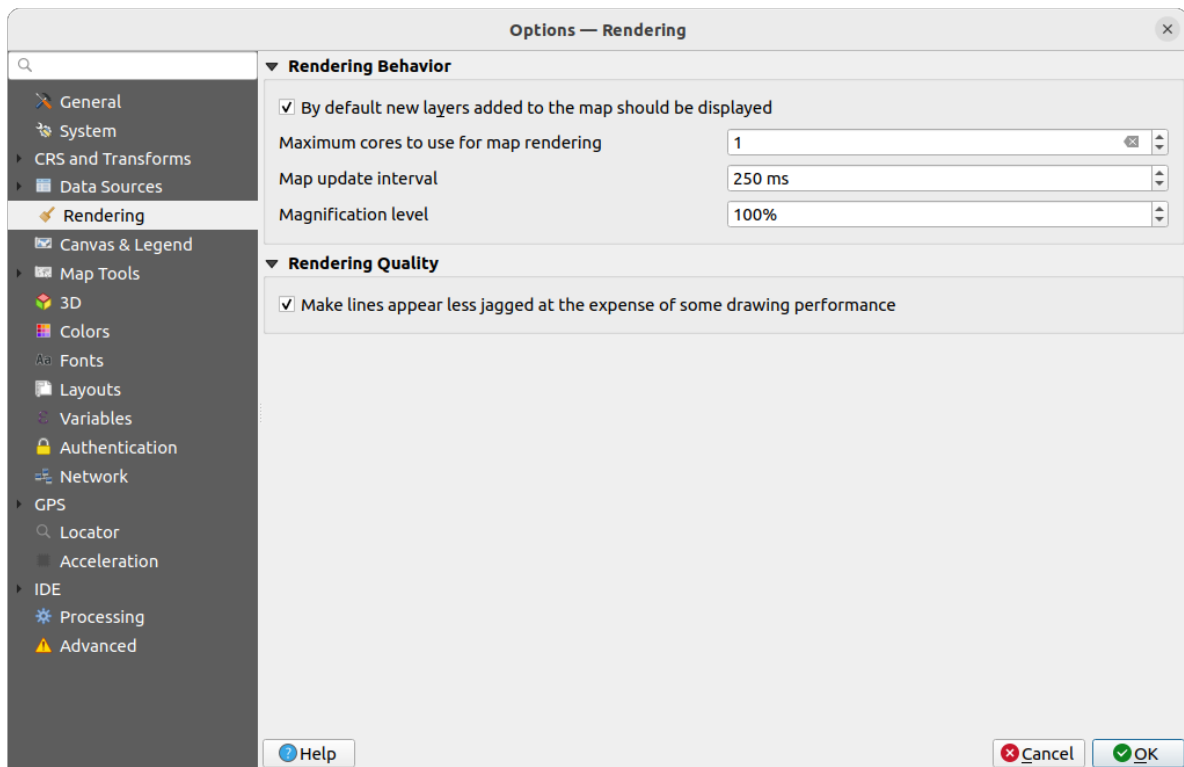 Options — Rendering
General
System
CRS and Transforms
Data Sources
Rendering
Canvas & Legend
Map Tools
3D
Colors
Aa Fonts
Layouts
ε Variables
Authentication
Network
GPS
Locator
Acceleration
IDE
Processing
Advanced
Rendering Behavior
By default new layers added to the map should be displayed
Maximum cores to use for map rendering 1
Map update interval 250 ms
Magnification level 100%
Rendering Quality
Make lines appear less jagged at the expense of some drawing performance
? Help
Cancel
OK